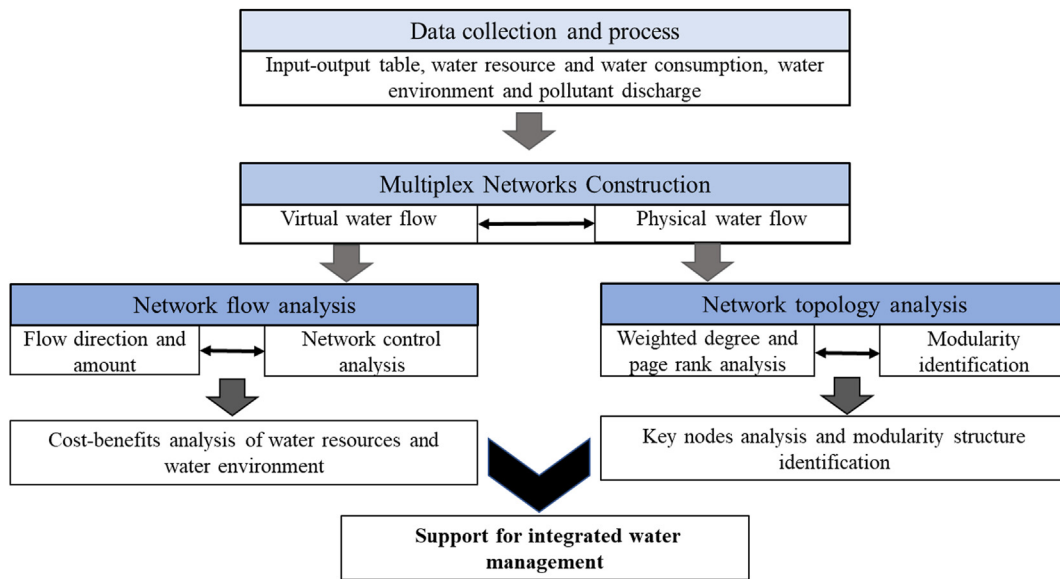 Data collection and process
Input-output table, water resource and water consumption, water
environment and pollutant discharge
Multiplex Networks Construction
Virtual water flow
Physical water flow
Network flow analysis
Flow direction and
amount
Network control
analysis
Network topology analysis
Weighted degree and
page rank analysis
Modularity
identification
Cost-benefits analysis of water resources and
water environment
Key nodes analysis and modularity structure
identification
Support for integrated water
management